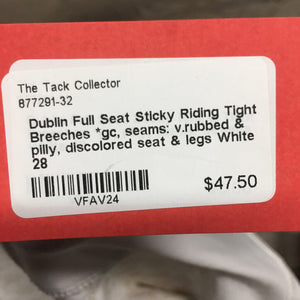 The Tack Collector
877291-32
Dublin Full Seat Sticky Riding Tight
Breeches *gc, seams: v.rubbed &
pilly, discolored seat & legs White
28
$47.50
VFAV24